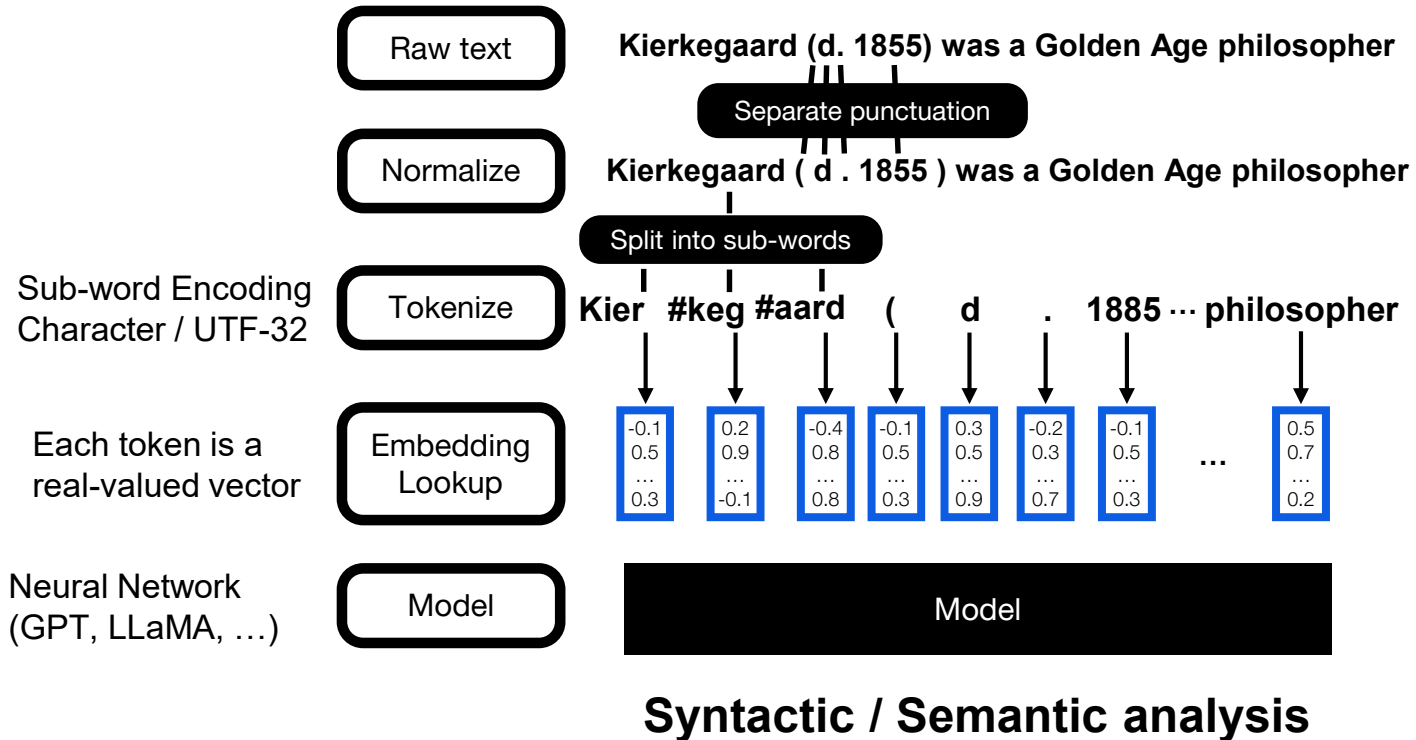 Raw text
Kierkegaard (d. 1855) was a Golden Age philosopher
Separate punctuation
Normalize
Kierkegaard ( d . 1855 ) was a Golden Age philosopher
Split into sub-words
Sub-word Encoding
Character / UTF-32
Tokenize
Kier #keg #aard ( d . 1885 ... philosopher
Each token is a
real-valued vector
Embedding
Lookup
-0.1 0.2 -0.4 -0.1 0.3 -0.2 -0.1 0.5
0.5 0.9 0.8 0.5 0.5 0.3 0.5 0.7
... ... ... ... ... ... ... ... ...
0.3 -0.1 0.8 0.3 0.9 0.7 0.3 0.2
Neural Network
(GPT, LLaMA, …)
Model
Model
Syntactic / Semantic analysis